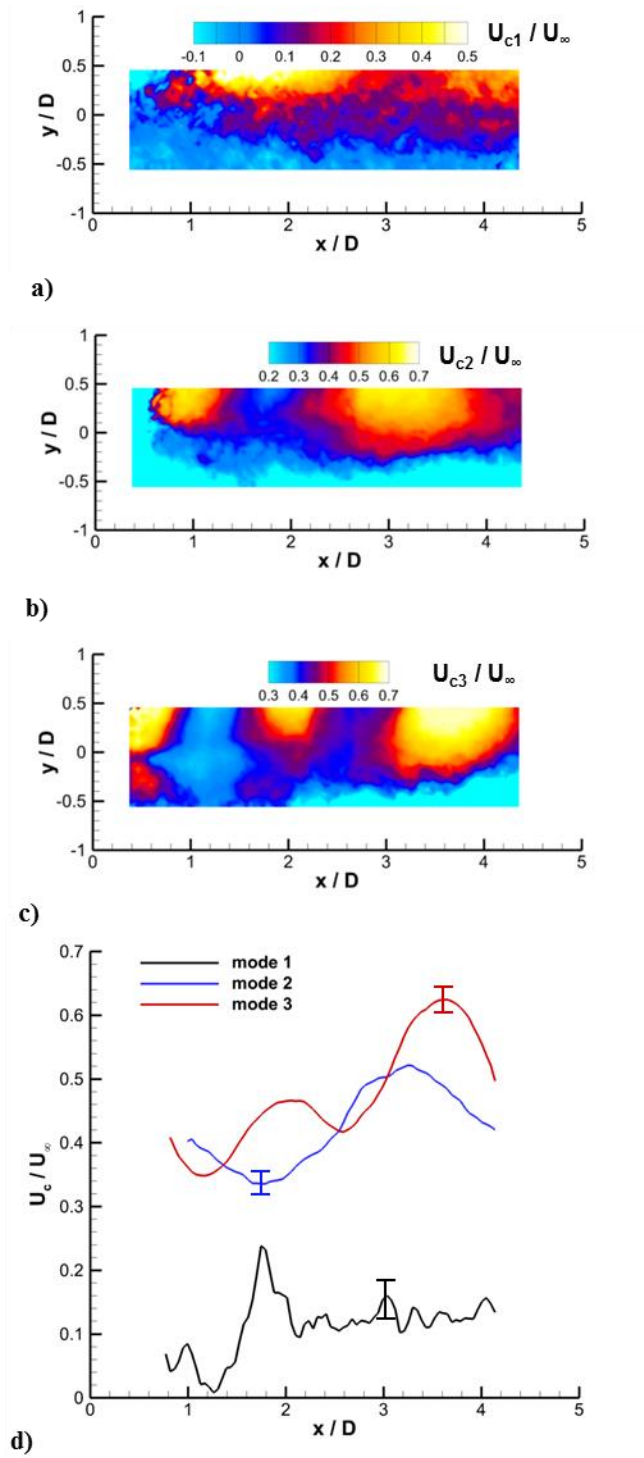 U_c1 / U_∞
-0.1 0 0.1 0.2 0.3 0.4 0.5
y / D
1
0.5
0
-0.5
-1
0 1 2 3 4 5
x / D
a)
U_c2 / U_∞
0.2 0.3 0.4 0.5 0.6 0.7
y / D
1
0.5
0
-0.5
-1
0 1 2 3 4 5
x / D
b)
U_c3 / U_∞
0.3 0.4 0.5 0.6 0.7
y / D
1
0.5
0
-0.5
-1
0 1 2 3 4 5
x / D
c)
mode 1
mode 2
mode 3
U_c / U_∞
0.7
0.6
0.5
0.4
0.3
0.2
0.1
0
0 1 2 3 4 5
x / D
d)